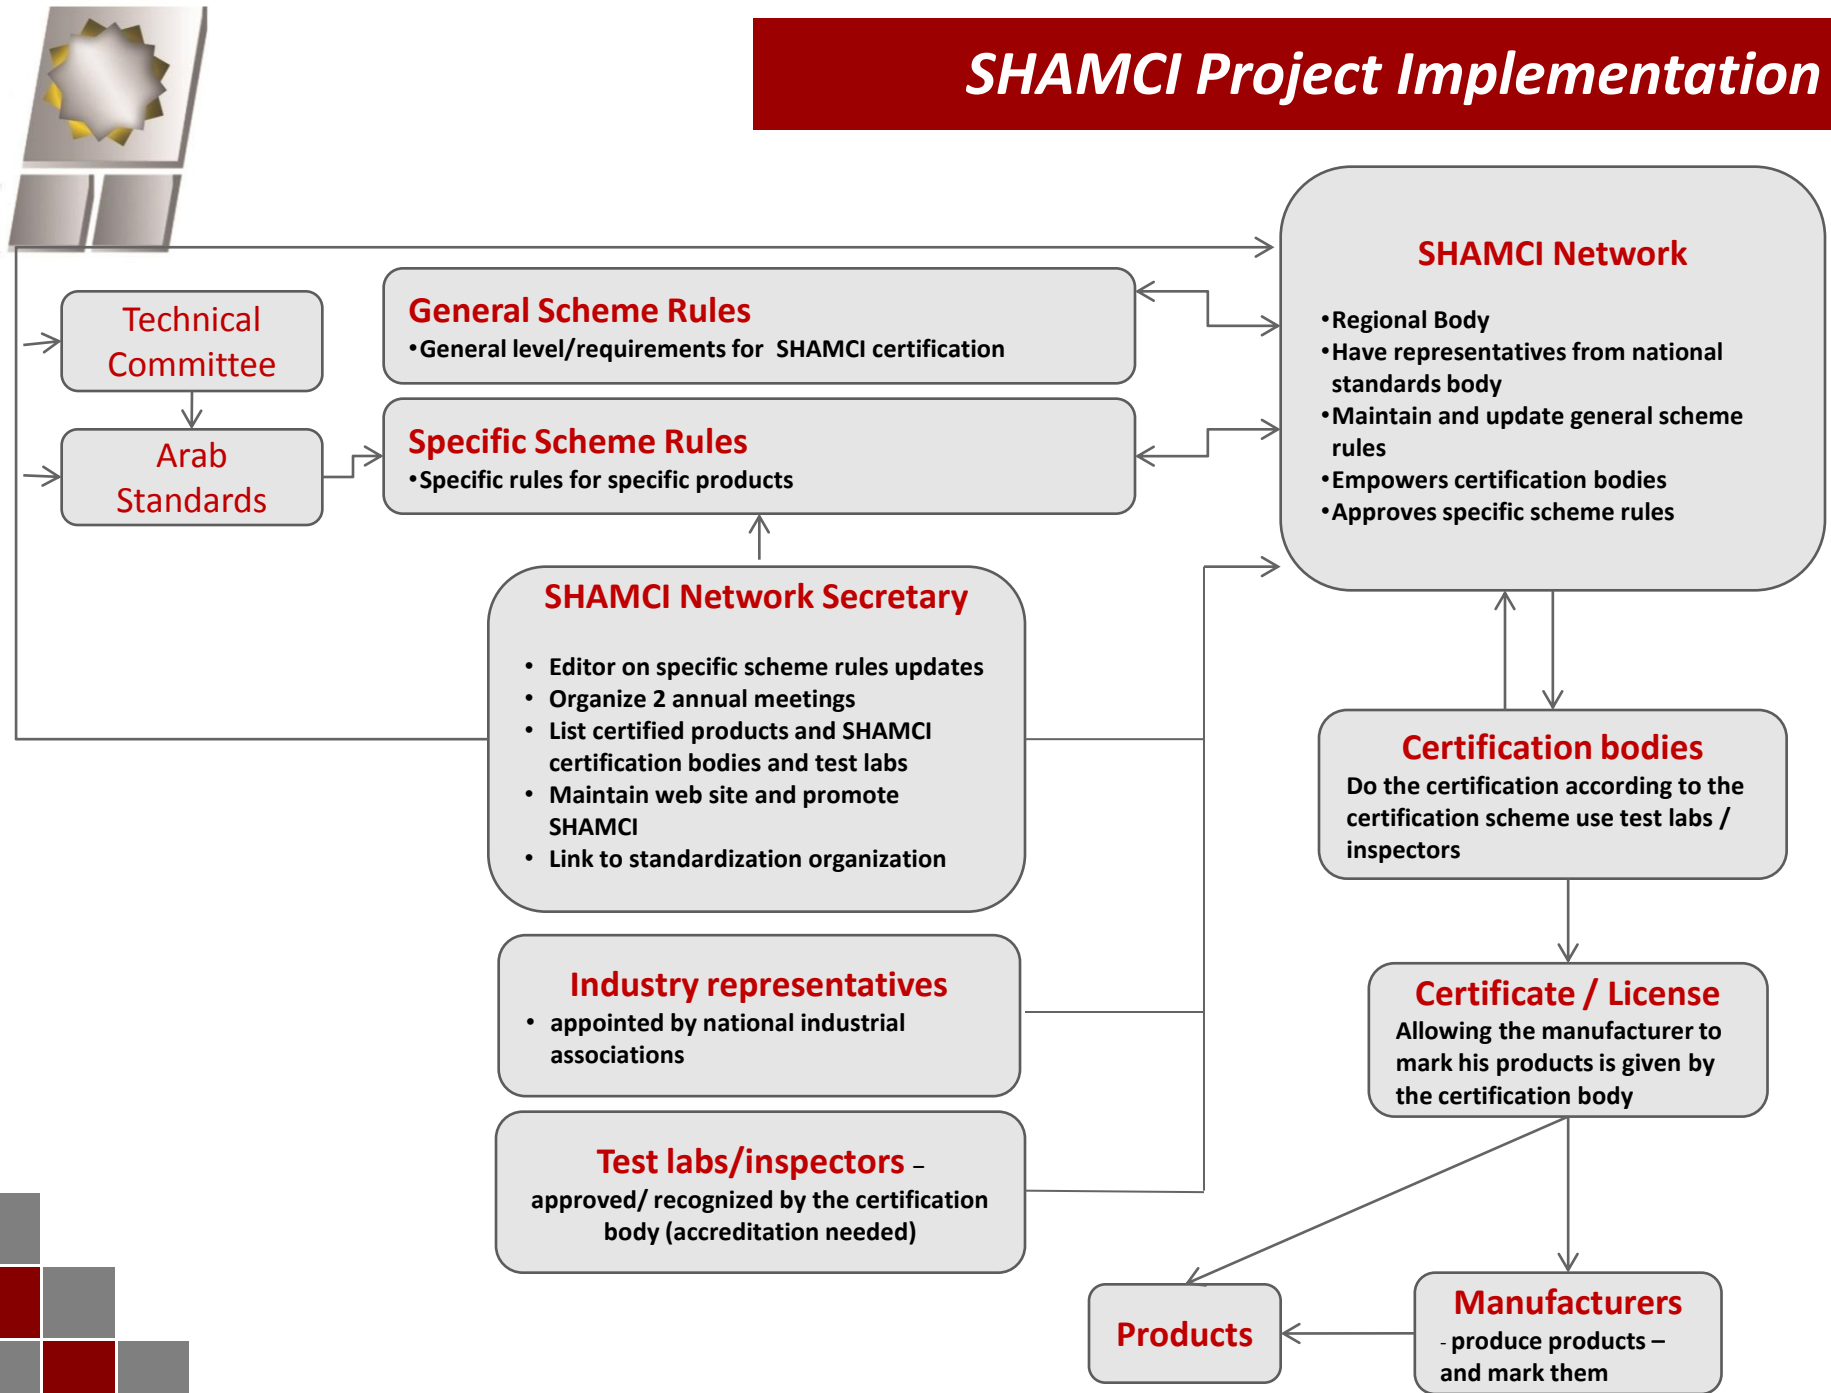 SHAMCI Project Implementation
SHAMCI Network
•Regional Body
•Have representatives from national
standards body
•Maintain and update general scheme
rules
•Empowers certification bodies
•Approves specific scheme rules
Technical
Committee
General Scheme Rules
•General level/requirements for SHAMCI certification
Arab
Standards
Specific Scheme Rules
•Specific rules for specific products
SHAMCI Network Secretary
• Editor on specific scheme rules updates
• Organize 2 annual meetings
• List certified products and SHAMCI
certification bodies and test labs
• Maintain web site and promote
SHAMCI
• Link to standardization organization
Certification bodies
Do the certification according to the
certification scheme use test labs /
inspectors
Industry representatives
• appointed by national industrial
associations
Certificate / License
Allowing the manufacturer to
mark his products is given by
the certification body
Test labs/inspectors –
approved/ recognized by the certification
body (accreditation needed)
Products
Manufacturers
- produce products –
and mark them